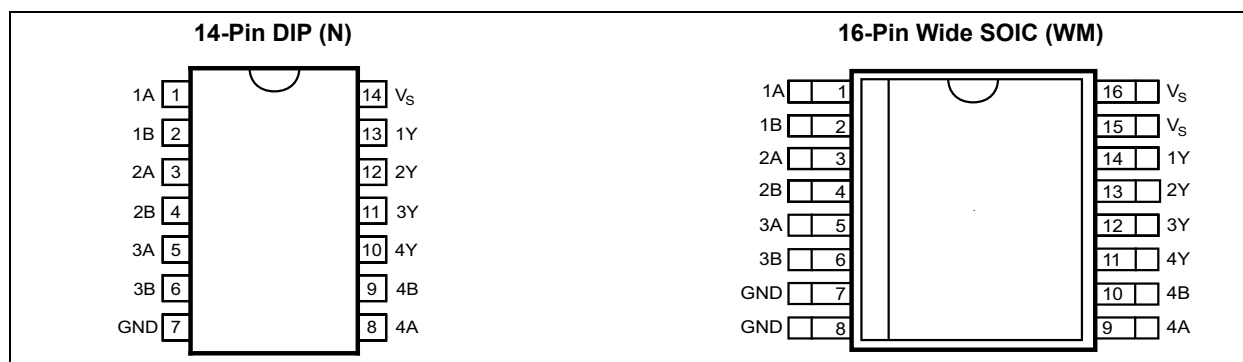 14-Pin DIP (N)
1A 1 14 VS
1B 2 13 1Y
2A 3 12 2Y
2B 4 11 3Y
3A 5 10 4Y
3B 6 9 4B
GND 7 8 4A
16-Pin Wide SOIC (WM)
1A 1 16 VS
1B 2 15 VS
2A 3 14 1Y
2B 4 13 2Y
3A 5 12 3Y
3B 6 11 4Y
GND 7 10 4B
GND 8 9 4A